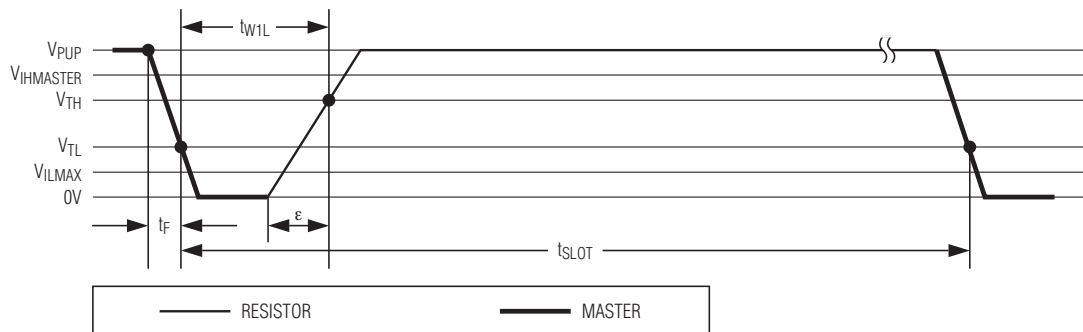 tW1L
VPUP
VIHMASTER
VTH
VTL
VILMAX
0V
tF
ε
tSLOT
RESISTOR MASTER